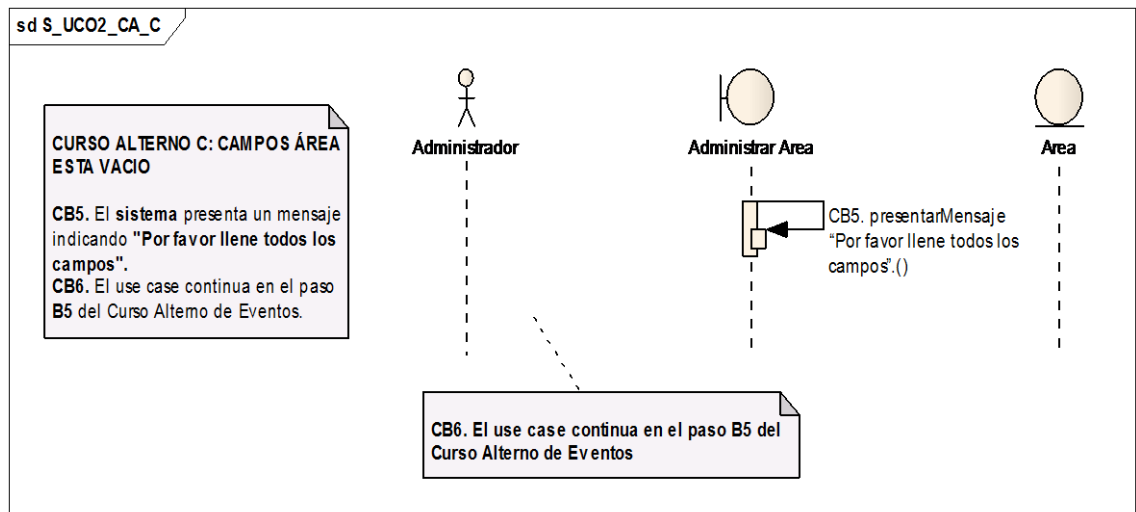 sd S_UCO2_CA_C
CURSO ALTERNO C: CAMPOS ÁREA
ESTA VACIO
CB5. El sistema presenta un mensaje
indicando "Por favor llene todos los
campos".
CB6. El use case continua en el paso
B5 del Curso Alterno de Eventos.
Administrador
Administrar Area
Area
CB5. presentarMensaje
“Por favor llene todos los
campos”.()
CB6. El use case continua en el paso B5 del
Curso Alterno de Eventos